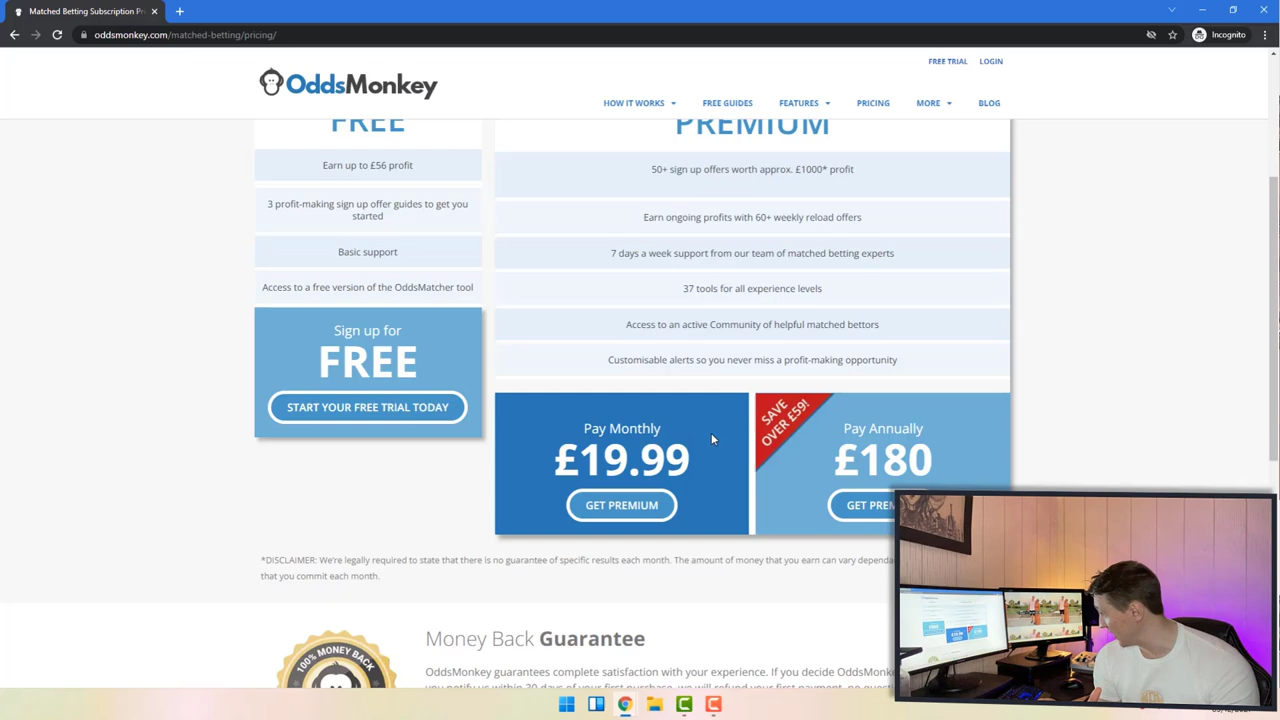 Matched Betting Subscription Pri
oddsmonkey.com/matched-betting/pricing/
Incognito
FREE TRIAL LOGIN
OddsMonkey
HOW IT WORKS FREE GUIDES FEATURES PRICING MORE BLOG
FREE
Earn up to £56 profit
3 profit-making sign up offer guides to get you
started
Basic support
Access to a free version of the OddsMatcher tool
Sign up for
FREE
START YOUR FREE TRIAL TODAY
PREMIUM
50+ sign up offers worth approx. £1000* profit
Earn ongoing profits with 60+ weekly reload offers
7 days a week support from our team of matched betting experts
37 tools for all experience levels
Access to an active Community of helpful matched bettors
Customisable alerts so you never miss a profit-making opportunity
Pay Monthly
£19.99
GET PREMIUM
SAVE
OVER £59!
Pay Annually
£180
GET PREM
*DISCLAIMER: We're legally required to state that there is no guarantee of specific results each month. The amount of money that you earn can vary
that you commit each month.
100% MONEY BACK
Money Back Guarantee
OddsMonkey guarantees complete satisfaction with your experience. If you decide